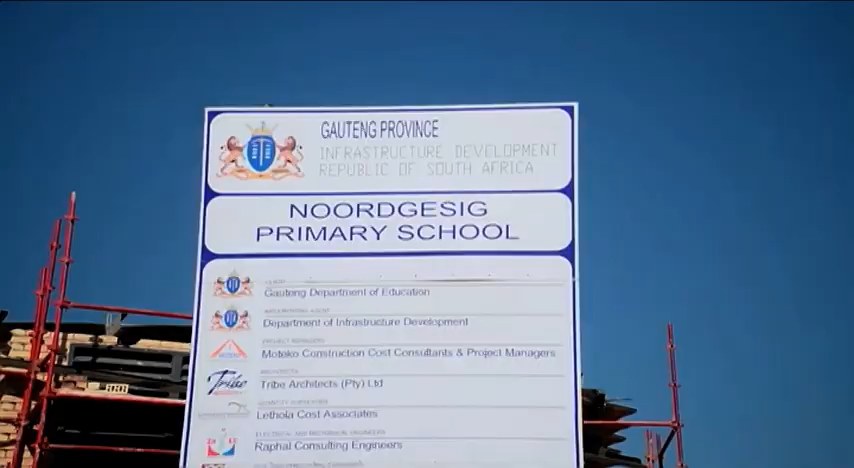 GAUTENG PROVINCE
INFRASTRUCTURE DEVELOPMENT
REPUBLIC OF SOUTH AFRICA
NOORDGESIG
PRIMARY SCHOOL
Gauteng Department of Education
Department of Infrastructure Development
PROJECT MANAGERS
Moteko Construction Cost Consultants & Project Managers
ARCHITECTS
Tribe
Tribe Architects (Pty) Ltd
QUANTITY SURVEYORS
Lethola Cost Associates
ELECTRICAL AND MECHANICAL ENGINEERS
Raphal Consulting Engineers